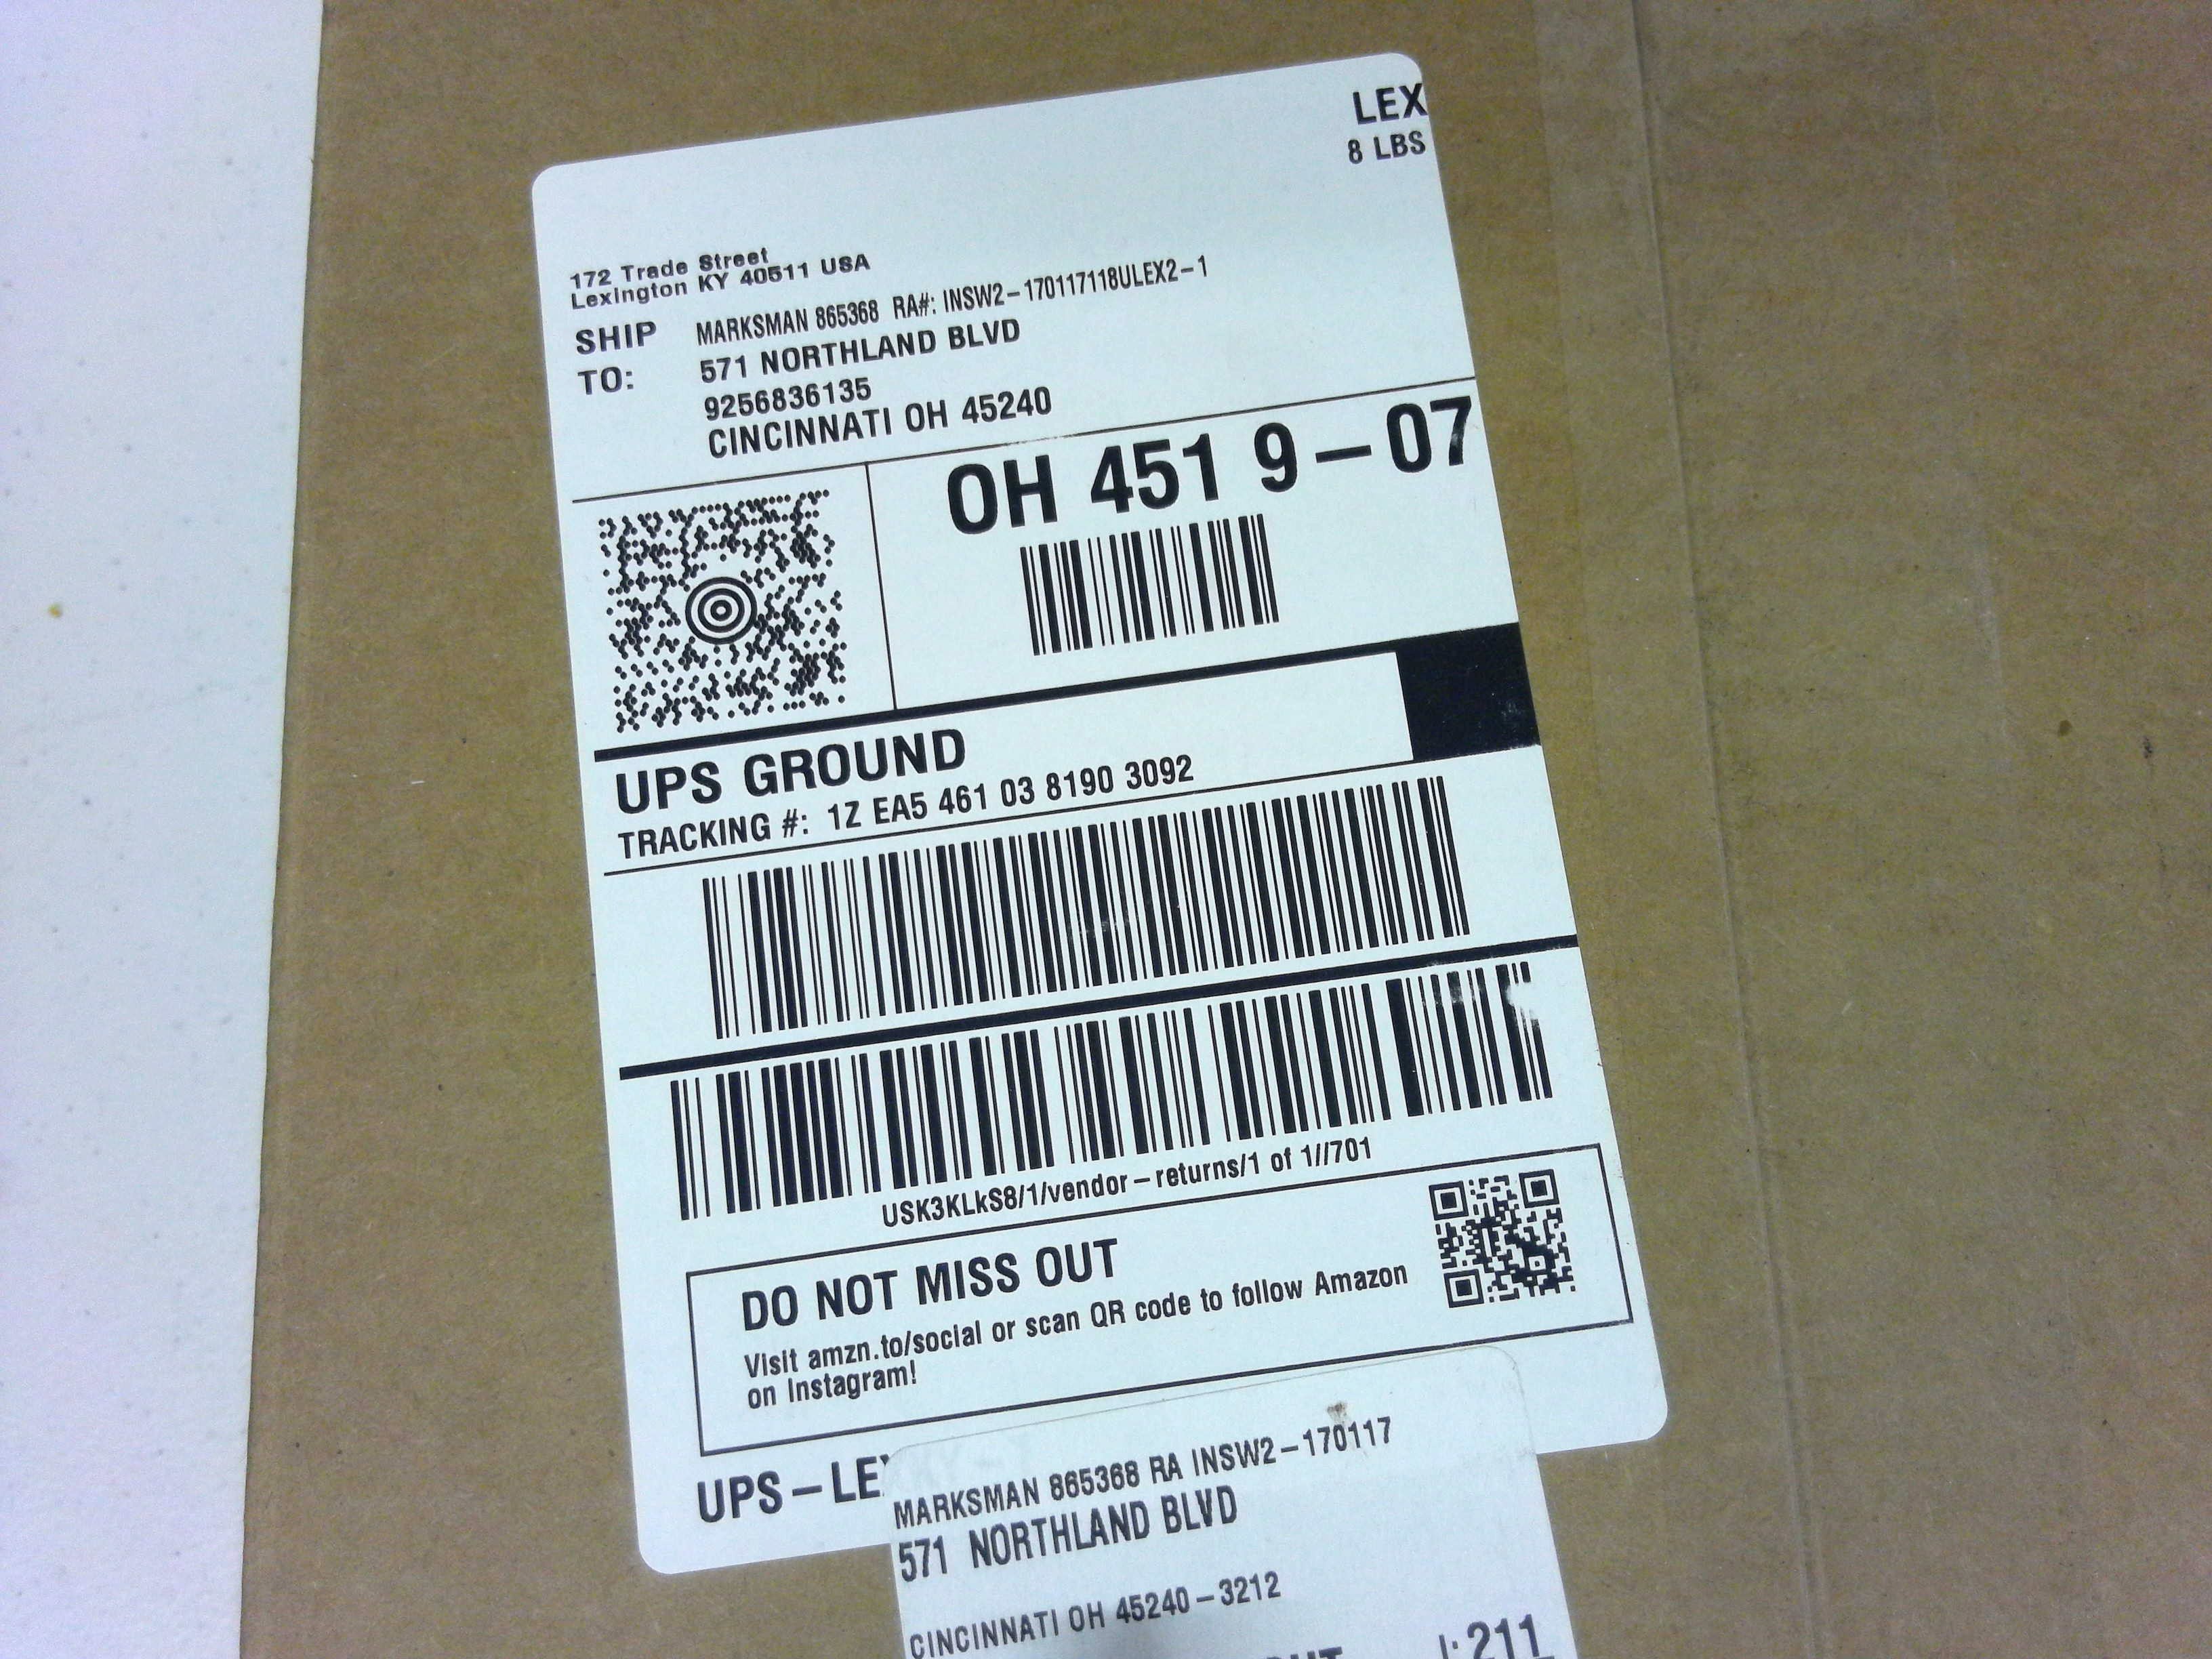 LEX
8 LBS
172 Trade Street
Lexington KY 40511 USA
SHIP TO:
MARKSMAN 865368 RA#: INSW2-170117118ULEX2-1
571 NORTHLAND BLVD
9256836135
CINCINNATI OH 45240
OH 451 9-07
UPS GROUND
TRACKING #: 1Z EA5 461 03 8190 3092
USK3KLkS8/1/vendor-returns/1 of 1//701
DO NOT MISS OUT
Visit amzn.to/social or scan QR code to follow Amazon
on Instagram!
UPS-LE
MARKSMAN 865368 RA INSW2-170117
571 NORTHLAND BLVD
CINCINNATI OH 45240-3212
211